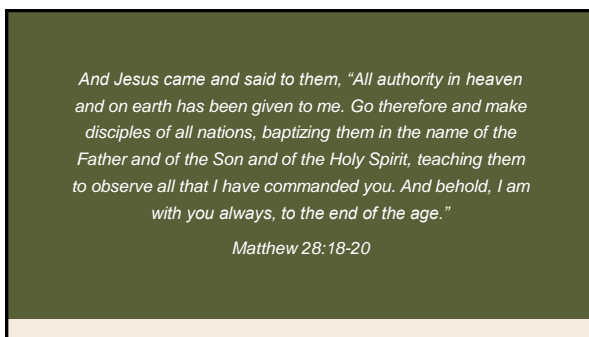 And Jesus came and said to them, “All authority in heaven
and on earth has been given to me. Go therefore and make
disciples of all nations, baptizing them in the name of the
Father and of the Son and of the Holy Spirit, teaching them
to observe all that I have commanded you. And behold, I am
with you always, to the end of the age.”
Matthew 28:18-20